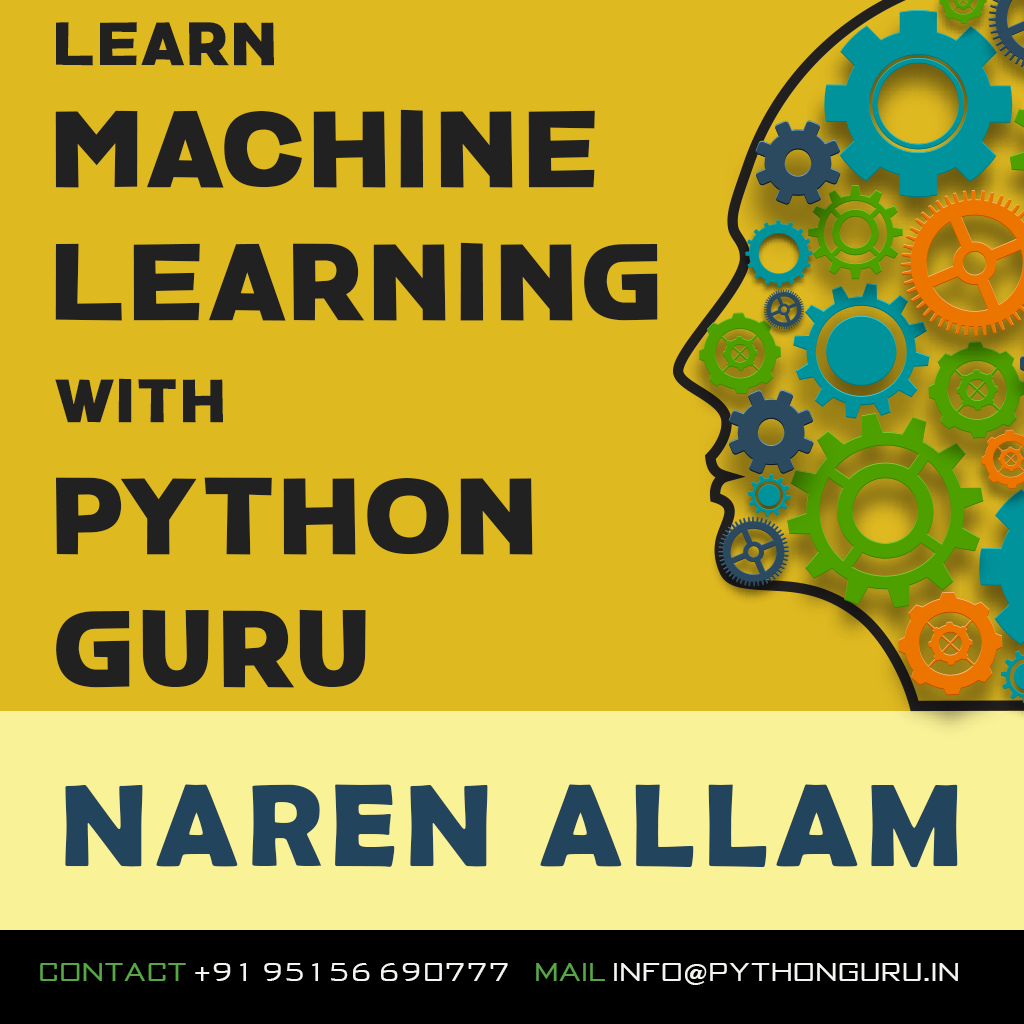 LEARN
MACHINE
LEARNING
WITH
PYTHON
GURU
NAREN ALLAM
CONTACT +91 95156 690777 MAIL INFO@PYTHONGURU.IN